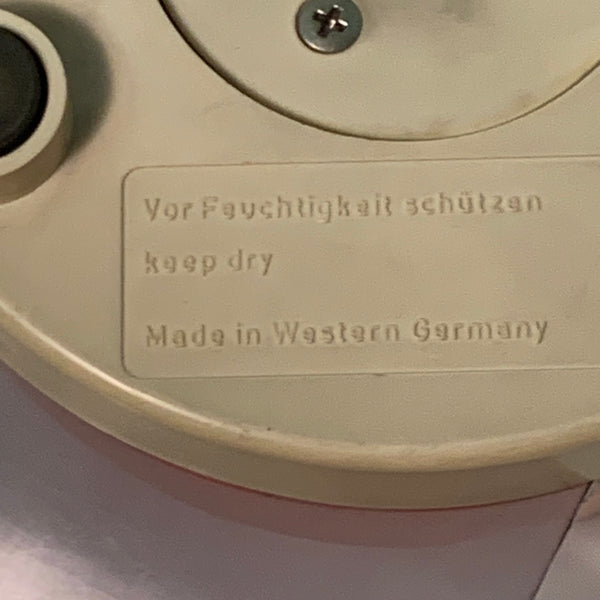 Vor Feuchtigkeit schützen
keep dry
Made in Western Germany